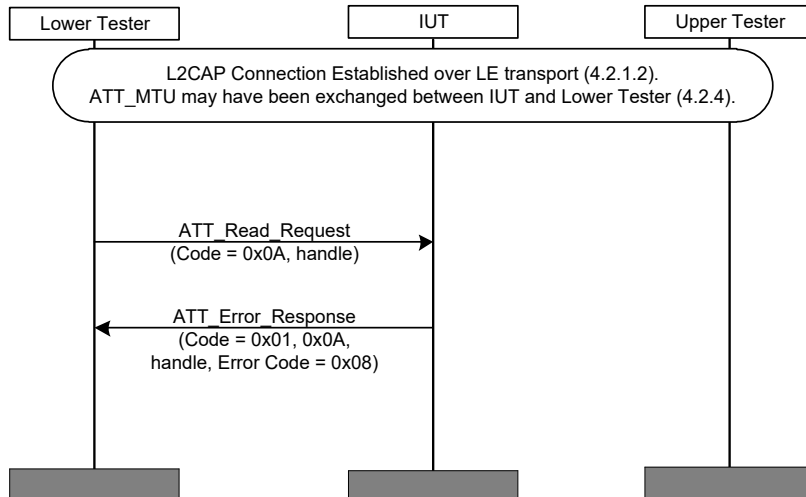 Lower Tester
IUT
Upper Tester
L2CAP Connection Established over LE transport (4.2.1.2).
ATT_MTU may have been exchanged between IUT and Lower Tester (4.2.4).
ATT_Read_Request
(Code = 0x0A, handle)
ATT_Error_Response
(Code = 0x01, 0x0A,
handle, Error Code = 0x08)